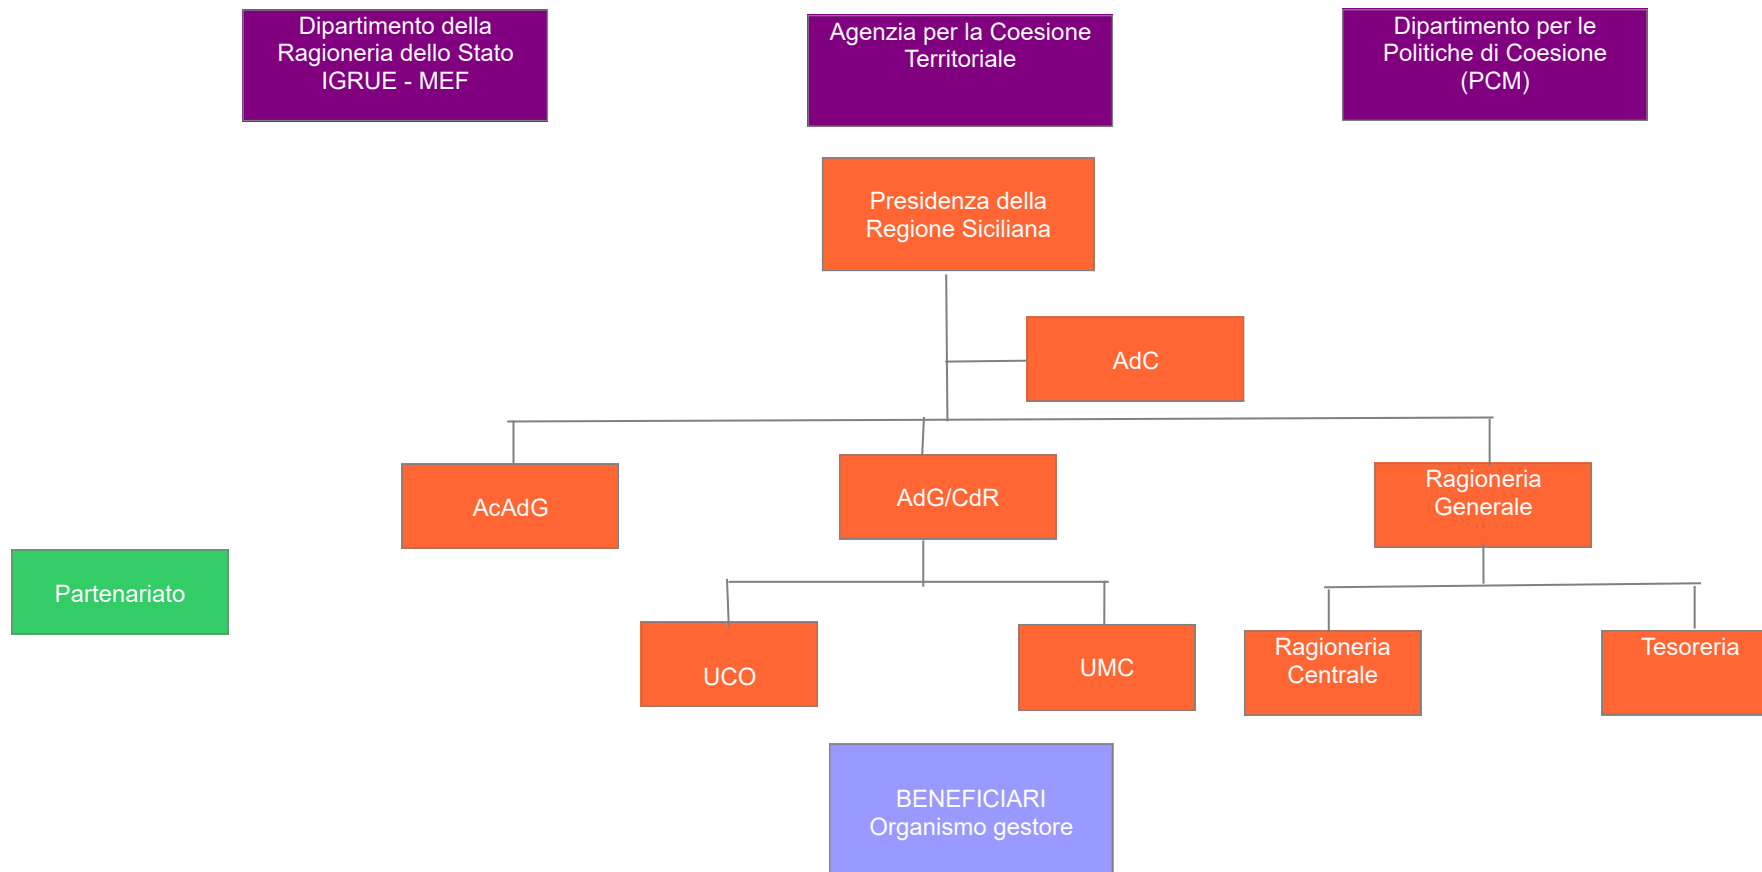 Dipartimento della
Ragioneria dello Stato
IGRUE - MEF
Agenzia per la Coesione
Territoriale
Dipartimento per le
Politiche di Coesione
(PCM)
Presidenza della
Regione Siciliana
AdC
AcAdG
AdG/CdR
Ragioneria
Generale
Partenariato
UCO
UMC
Ragioneria
Centrale
Tesoreria
BENEFICIARI
Organismo gestore